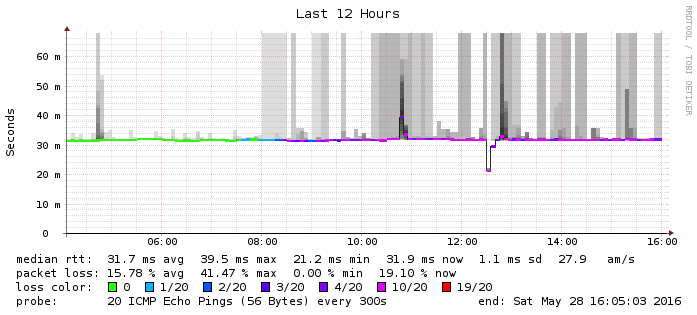 Last 12 Hours
RRDTOOL / TOBI OETIKER
Seconds
60 m
50 m
40 m
30 m
20 m
10 m
0
06:00 08:00 10:00 12:00 14:00 16:00
median rtt: 31.7 ms avg 39.5 ms max 21.2 ms min 31.9 ms now 1.1 ms sd 27.9 am/s
packet loss: 15.78 % avg 41.47 % max 0.00 % min 19.10 % now
loss color: 0 1/20 2/20 3/20 4/20 10/20 19/20
probe: 20 ICMP Echo Pings (56 Bytes) every 300s end: Sat May 28 16:05:03 2016